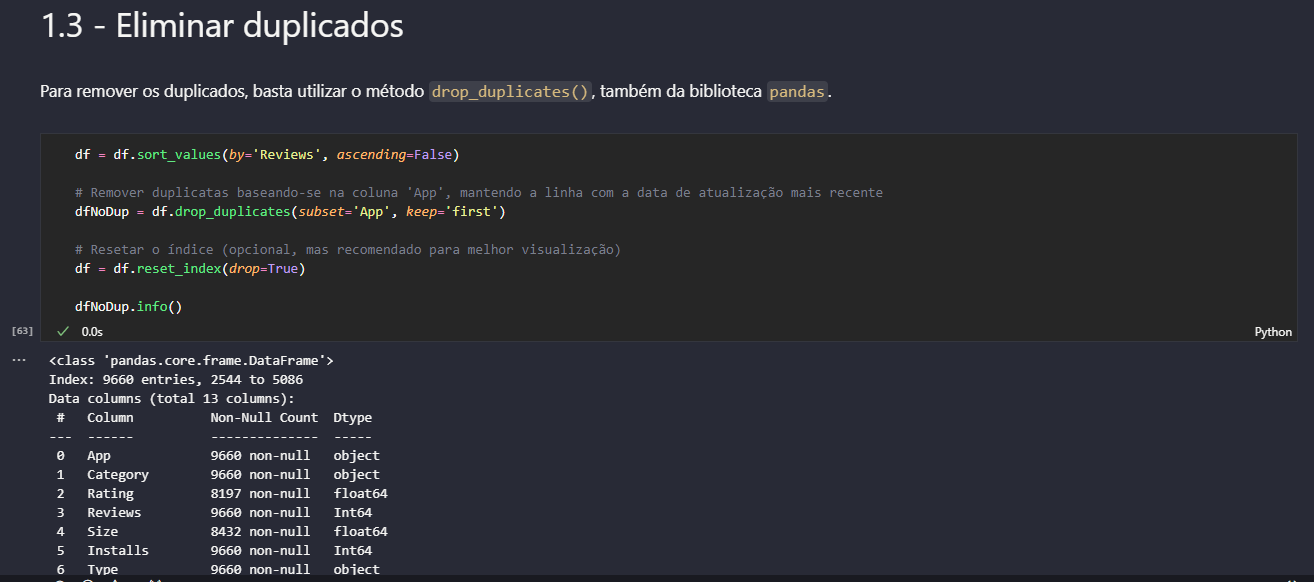 1.3 - Eliminar duplicados
Para remover os duplicados, basta utilizar o método drop_duplicates(), também da biblioteca pandas.
df = df.sort_values(by='Reviews', ascending=False)
# Remover duplicatas baseando-se na coluna 'App', mantendo a linha com a data de atualização mais recente
dfNoDup = df.drop_duplicates(subset='App', keep='first')
# Resetar o índice (opcional, mas recomendado para melhor visualização)
df = df.reset_index(drop=True)
dfNoDup.info()
[63] ✓ 0.0s Python
... <class 'pandas.core.frame.DataFrame'>
Index: 9660 entries, 2544 to 5086
Data columns (total 13 columns):
# Column Non-Null Count Dtype
--- ------ -------------- -----
0 App 9660 non-null object
1 Category 9660 non-null object
2 Rating 8197 non-null float64
3 Reviews 9660 non-null Int64
4 Size 8432 non-null float64
5 Installs 9660 non-null Int64
6 Type 9660 non-null object